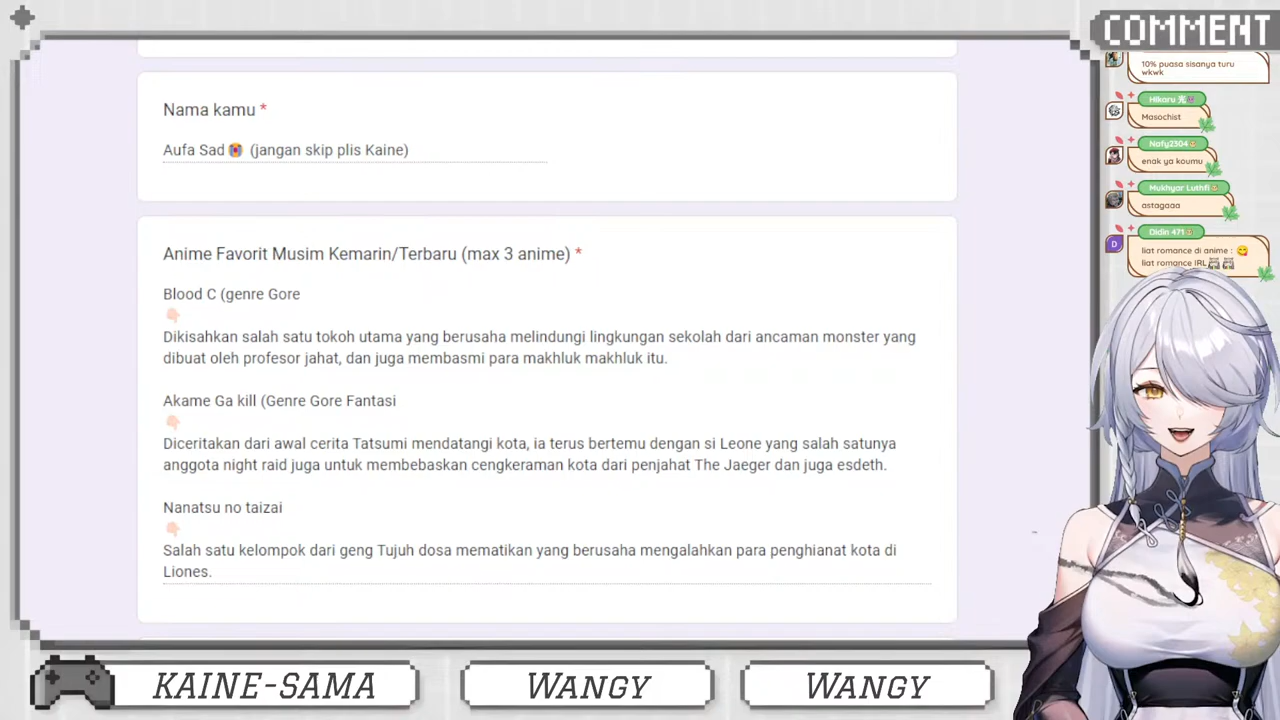 COMMENT
Nama kamu *
Aufa Sad (jangan skip plis Kaine)
Anime Favorit Musim Kemarin/Terbaru (max 3 anime) *
Blood C (genre Gore
Dikisahkan salah satu tokoh utama yang berusaha melindungi lingkungan sekolah dari ancaman monster yang
dibuat oleh profesor jahat, dan juga membasmi para makhluk makhluk itu.
Akame Ga kill (Genre Gore Fantasi
Diceritakan dari awal cerita Tatsumi mendatangi kota, ia terus bertemu dengan si Leone yang salah satunya
anggota night raid juga untuk membebaskan cengkeraman kota dari penjahat The Jaeger dan juga esdeth.
Nanatsu no taizai
Salah satu kelompok dari geng Tujuh dosa mematikan yang berusaha mengalahkan para penghianat kota di
Liones.
10% puasa sisanya turu
wkwk
Hikaru
Masochist
Nafy2304
enak ya koumu
Mukhyar Luthfi
astagaaa
Didin 471
D
liat romance di anime :
liat romance IRL
KAINE-SAMA
WANGY
WANGY